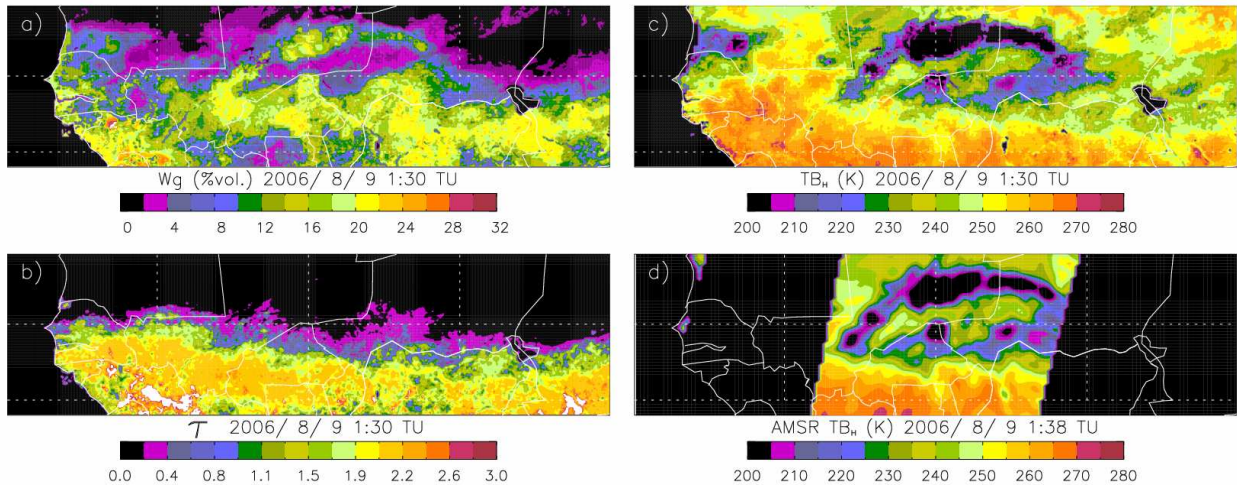 a)
Wg (%vol.) 2006/ 8/ 9 1:30 TU
0 4 8 12 16 20 24 28 32
b)
τ 2006/ 8/ 9 1:30 TU
0.0 0.4 0.8 1.1 1.5 1.9 2.2 2.6 3.0
c)
TB_H (K) 2006/ 8/ 9 1:30 TU
200 210 220 230 240 250 260 270 280
d)
AMSR TB_H (K) 2006/ 8/ 9 1:38 TU
200 210 220 230 240 250 260 270 280